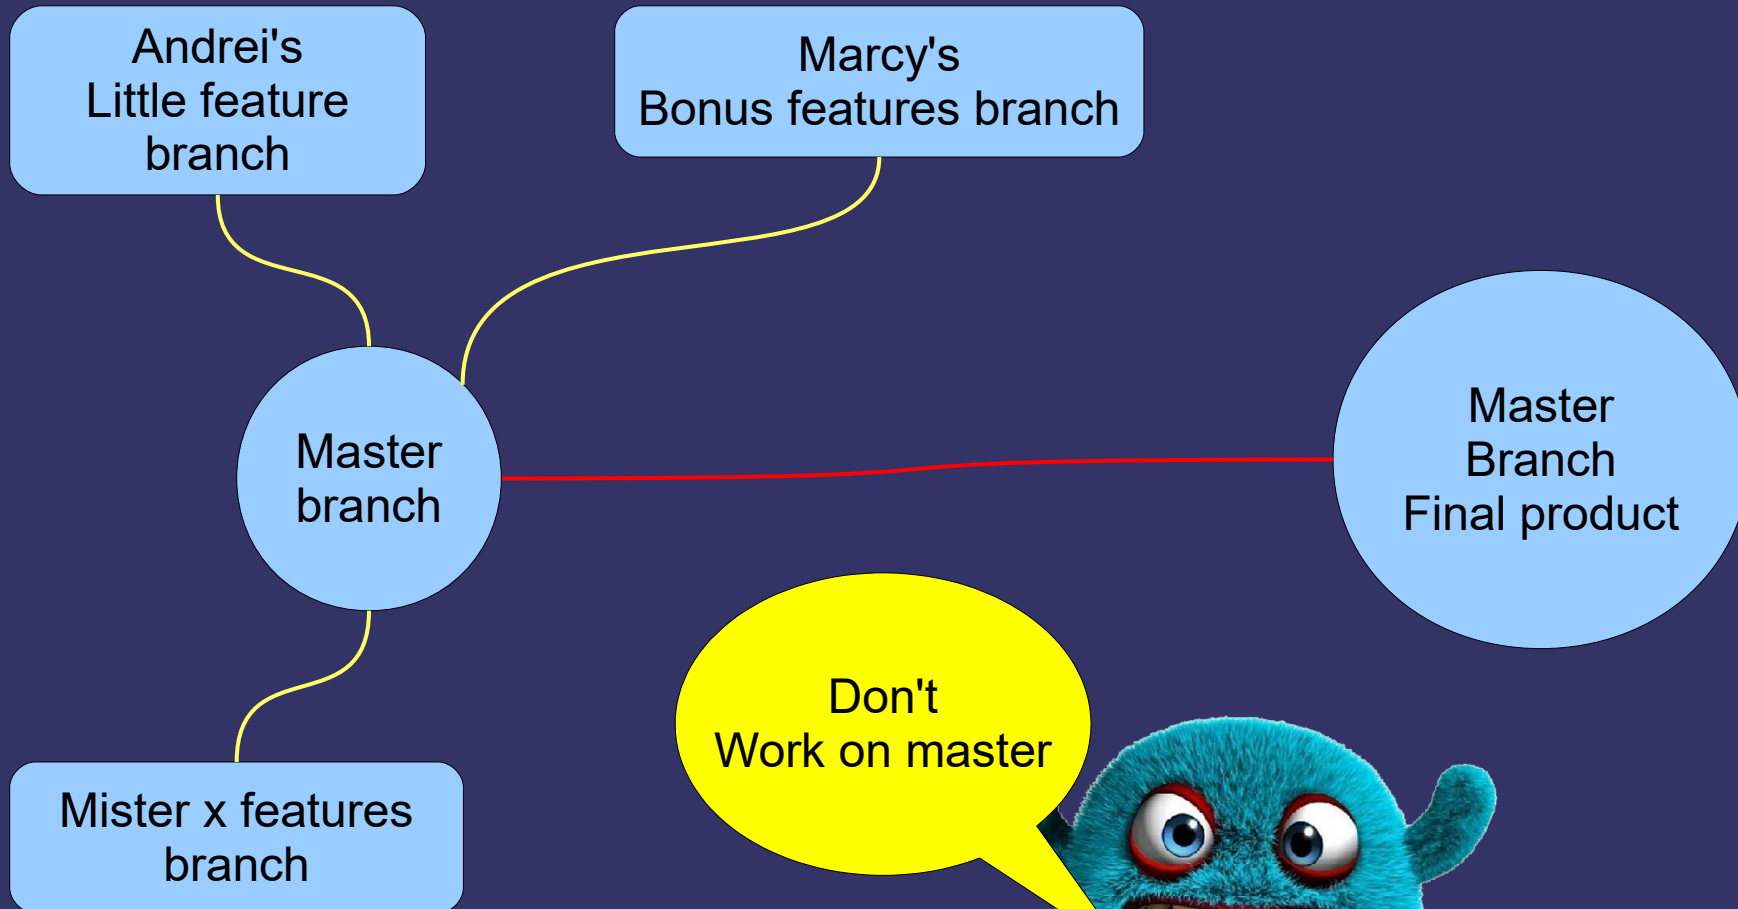 Andrei's
Little feature
branch
Marcy's
Bonus features branch
Master
branch
Master
Branch
Final product
Don't
Work on master
Mister x features
branch